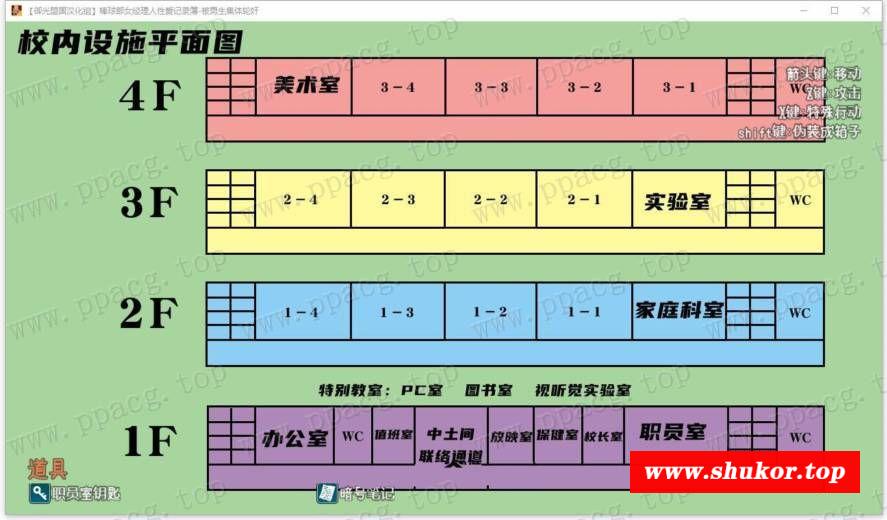 【御光盟国汉化组】棒球部女经理人性爱记录薄-被男生集体轮奸
校内设施平面图
4F 美术室 3-4 3-3 3-2 3-1 WC
箭头键:移动
Z键:攻击
X键:特殊行动
shift键:伪装成箱子
3F 2-4 2-3 2-2 2-1 实验室 WC
2F 1-4 1-3 1-2 1-1 家庭科室 WC
特别教室：PC室 图书室 视听觉实验室
1F 办公室 WC 值班室 中土间 放映室 保健室 校长室 职员室 WC
联络通道
道具
职员室钥匙 暗号笔记
www.shukor.top
www.ppacg.top